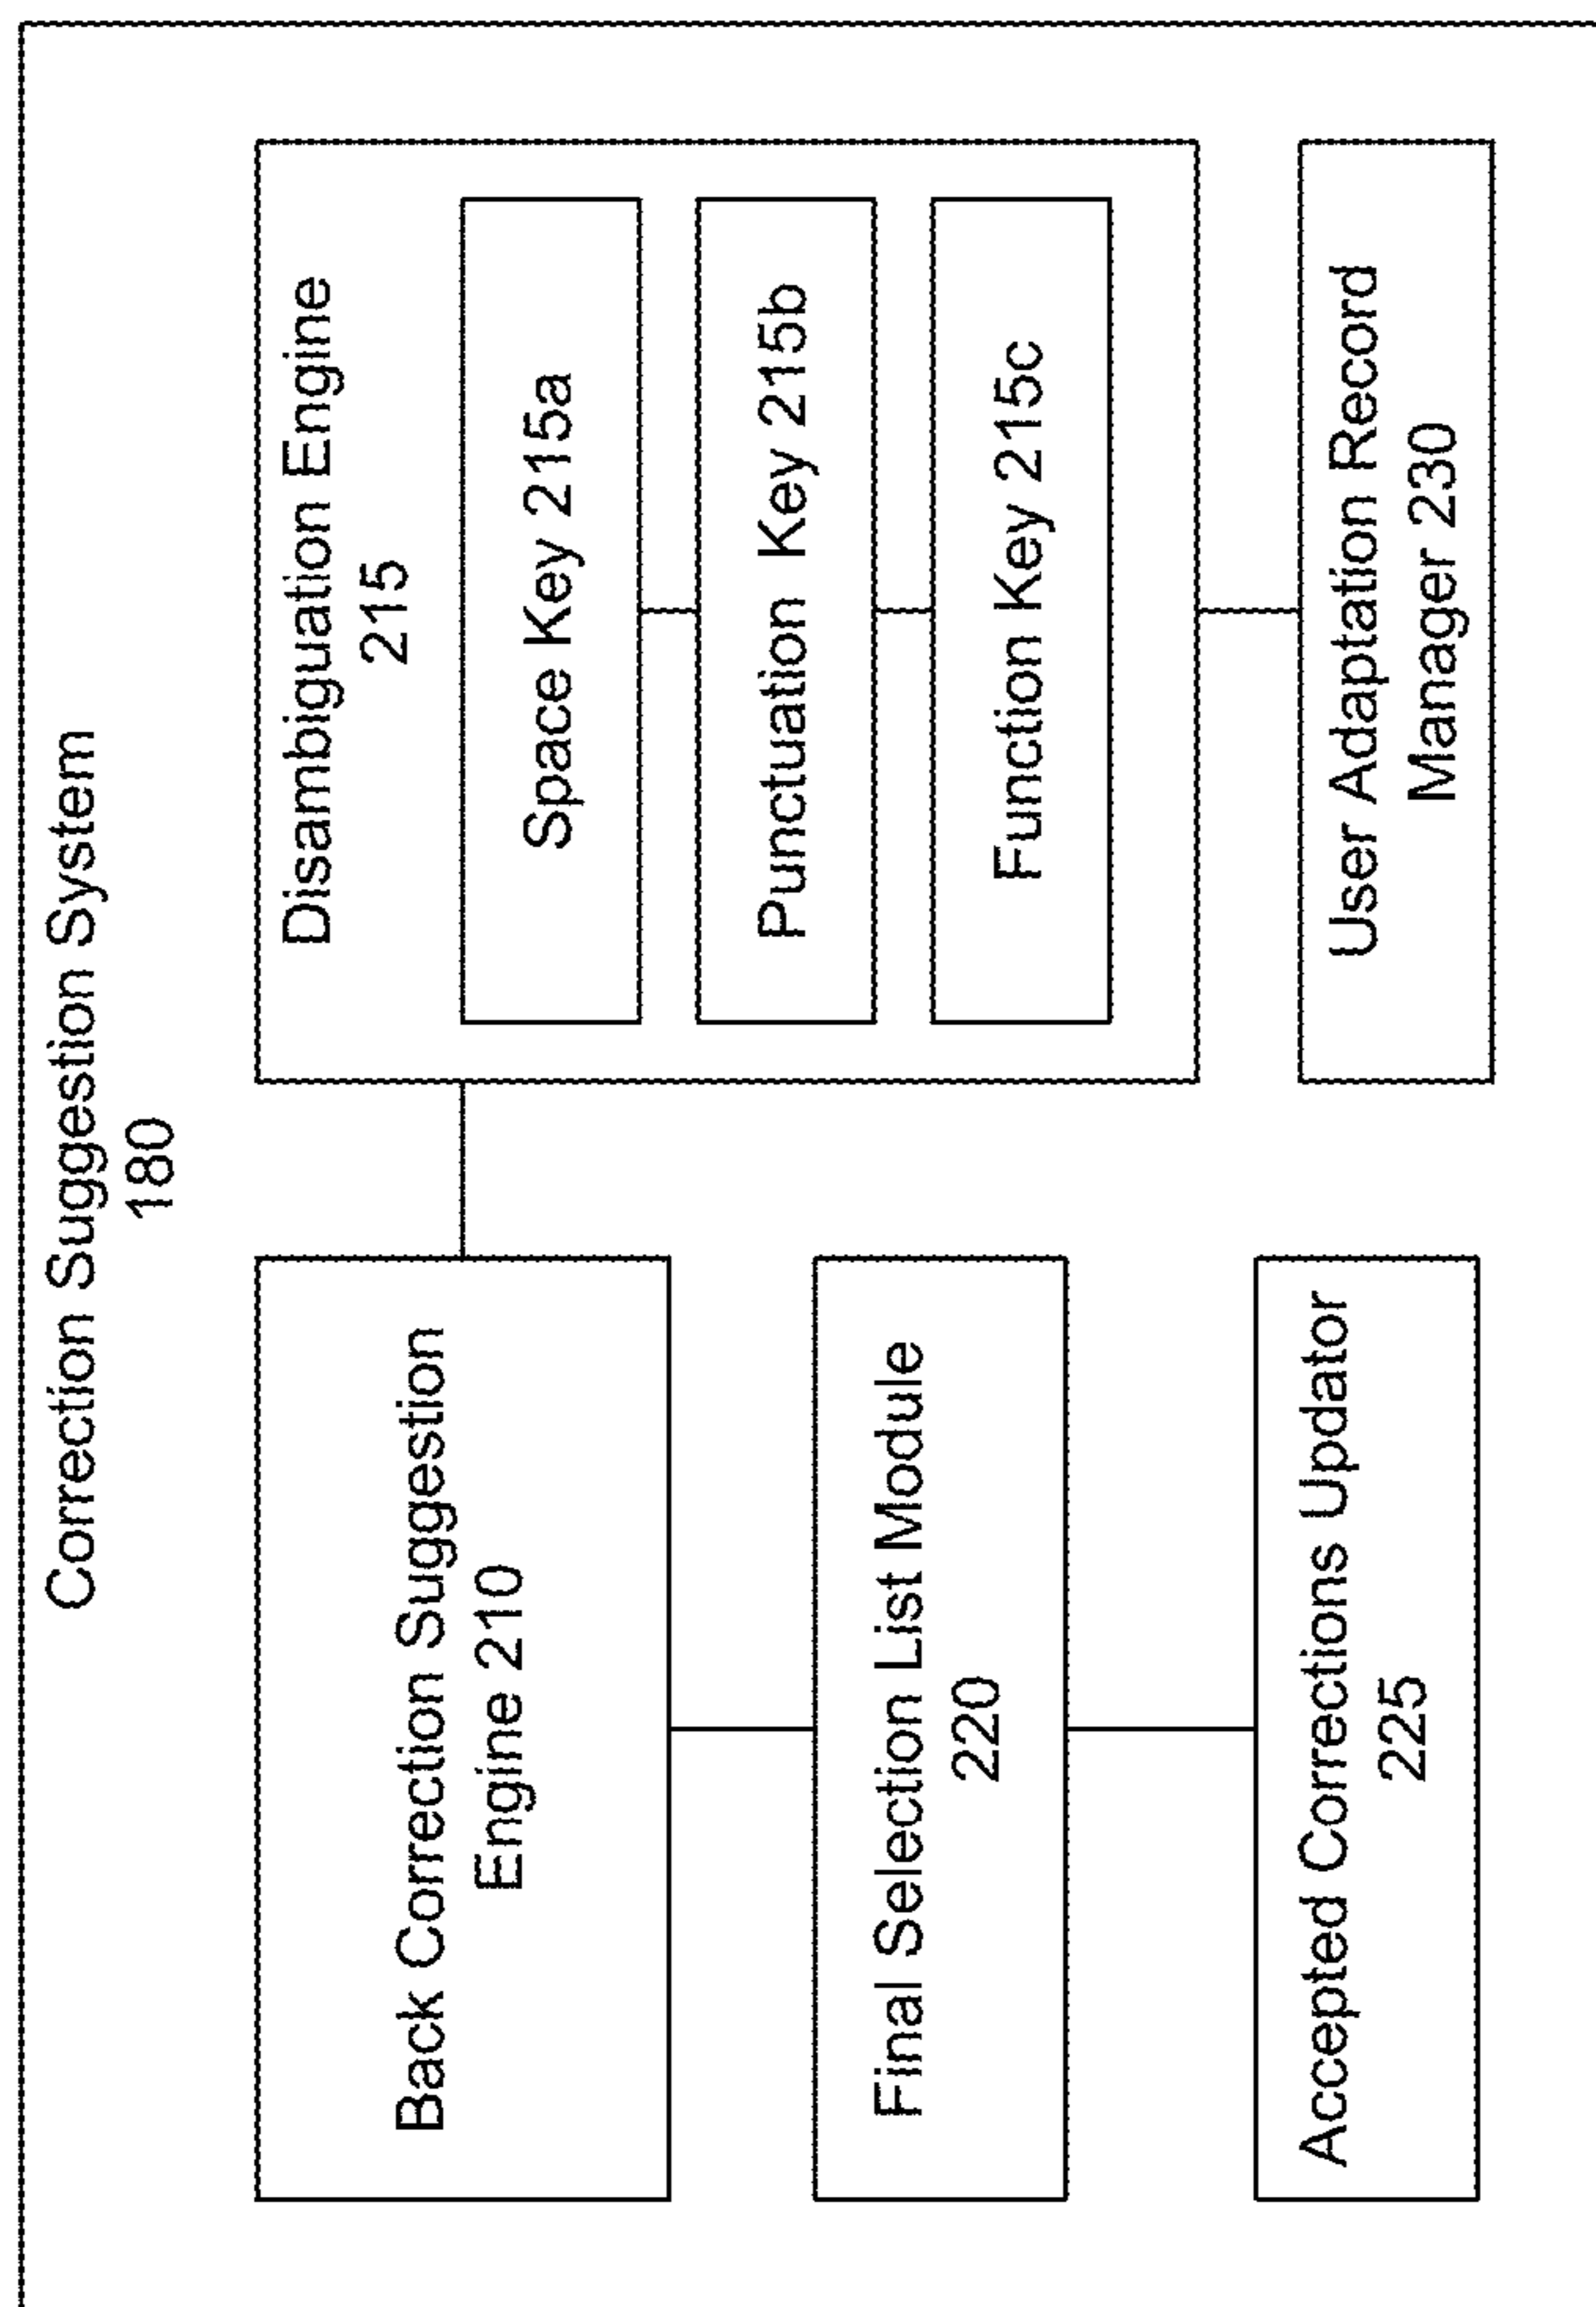 Correction Suggestion System
180
Back Correction Suggestion
Engine 210
Final Selection List Module
220
Accepted Corrections Updator
225
Disambiguation Engine
215
Space Key 215a
Punctuation Key 215b
Function Key 215c
User Adaptation Record
Manager 230